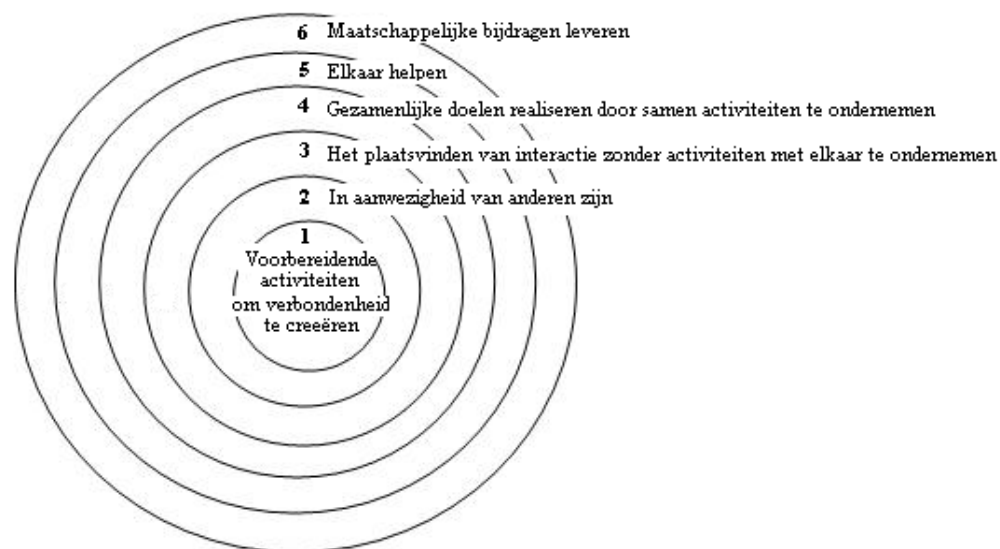 6 Maatschappelijke bijdragen leveren
5 Elkaar helpen
4 Gezamenlijke doelen realiseren door samen activiteiten te ondernemen
3 Het plaatsvinden van interactie zonder activiteiten met elkaar te ondernemen
2 In aanwezigheid van anderen zijn
1
Voorbereidende
activiteiten
om verbondenheid
te creeëren